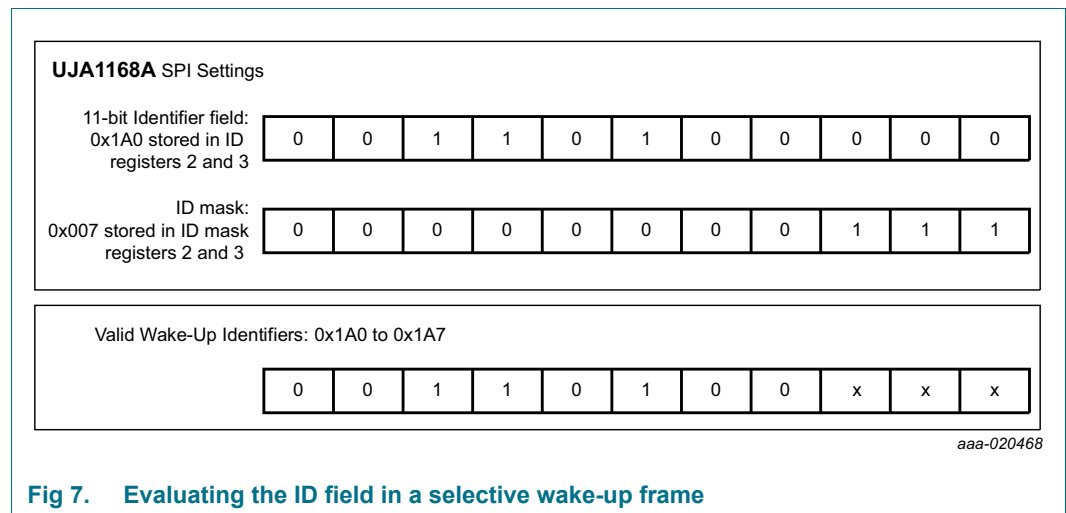 UJA1168A SPI Settings
11-bit Identifier field:
0x1A0 stored in ID
registers 2 and 3
0 0 1 1 0 1 0 0 0 0 0
ID mask:
0x007 stored in ID mask
registers 2 and 3
0 0 0 0 0 0 0 0 1 1 1
Valid Wake-Up Identifiers: 0x1A0 to 0x1A7
0 0 1 1 0 1 0 0 x x x
aaa-020468
Fig 7. Evaluating the ID field in a selective wake-up frame